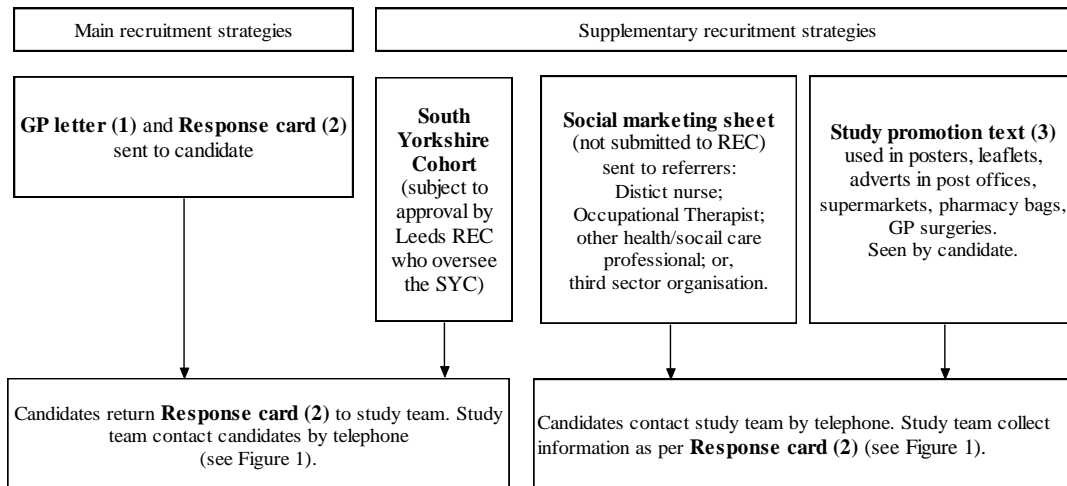 Main recruitment strategies
Supplementary recuritment strategies
GP letter (1) and Response card (2)
sent to candidate
South
Yorkshire
Cohort
(subject to
approval by
Leeds REC
who oversee
the SYC)
Social marketing sheet
(not submitted to REC)
sent to referrers:
Distict nurse;
Occupational Therapist;
other health/socail care
professional; or,
third sector organisation.
Study promotion text (3)
used in posters, leaflets,
adverts in post offices,
supermarkets, pharmacy bags,
GP surgeries.
Seen by candidate.
Candidates return Response card (2) to study team. Study
team contact candidates by telephone
(see Figure 1).
Candidates contact study team by telephone. Study team collect
information as per Response card (2) (see Figure 1).